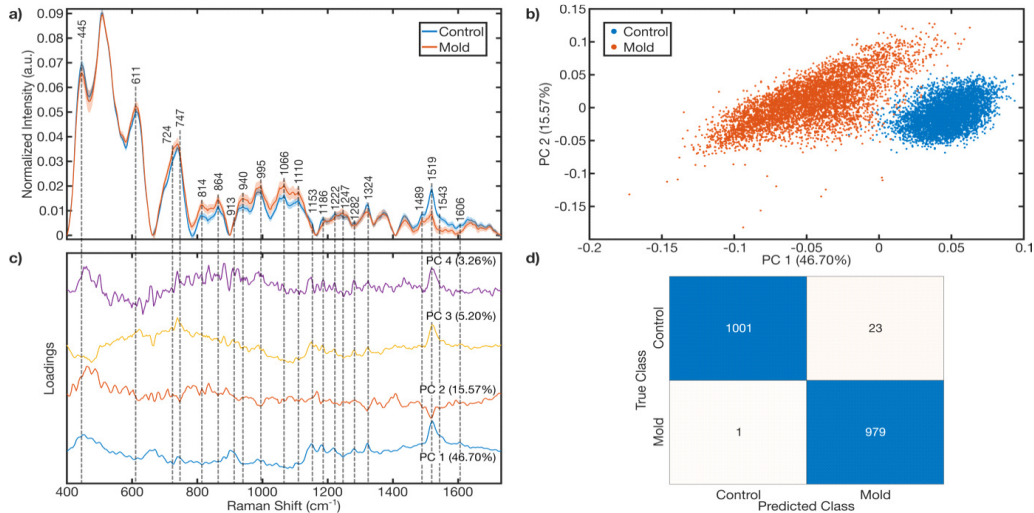 a)
Normalized Intensity (a.u.)
0.09
0.08
0.07
0.06
0.05
0.04
0.03
0.02
0.01
0
445
611
724
747
814
864
913
940
995
1066
1110
1153
1186
1222
1247
1282
1324
1489
1519
1543
1606
Control
Mold
b)
PC 2 (15.57%)
0.15
0.1
0.05
0
-0.05
-0.1
-0.15
-0.2
-0.1
-0.05
0
0.05
0.1
PC 1 (46.70%)
Control
Mold
c)
Loadings
PC 4 (3.26%)
PC 3 (5.20%)
PC 2 (15.57%)
PC 1 (46.70%)
400
600
800
1000
1200
1400
1600
Raman Shift (cm⁻¹)
d)
True Class
Control
Mold
1001
23
1
979
Control
Mold
Predicted Class